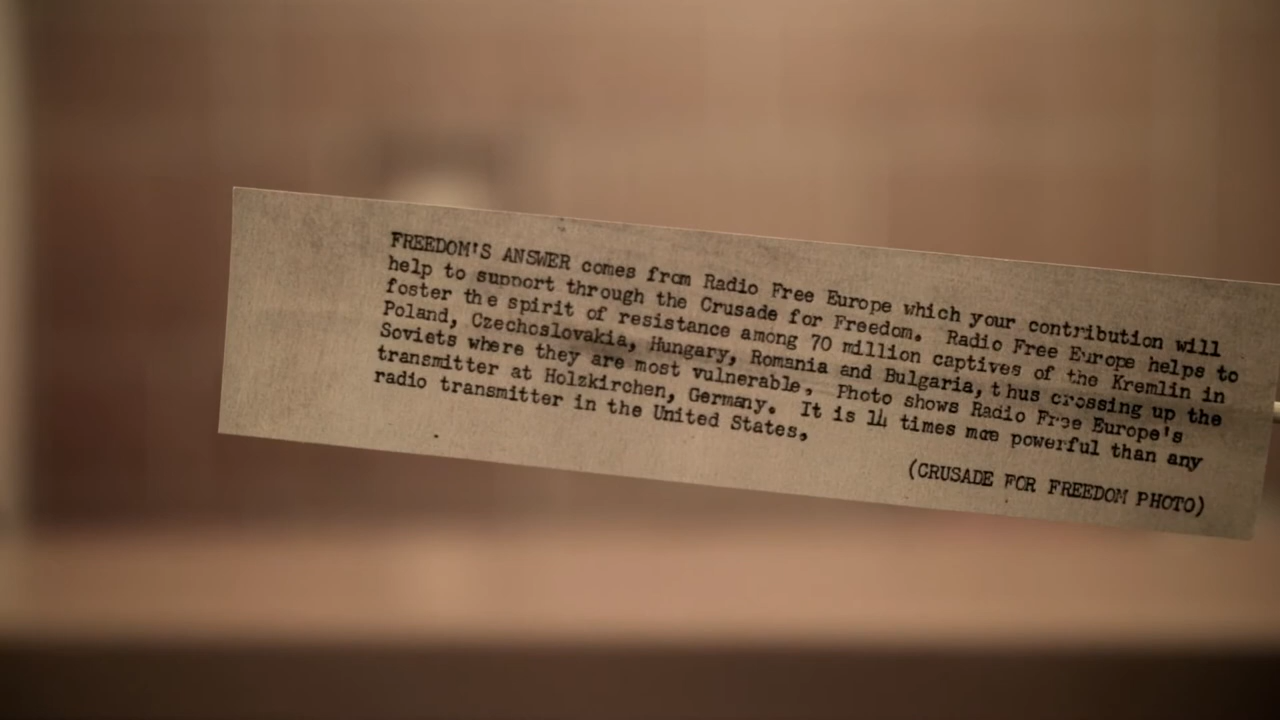 FREEDOM'S ANSWER comes from Radio Free Europe which your contribution will
help to support through the Crusade for Freedom.  Radio Free Europe helps to
foster the spirit of resistance among 70 million captives of the Kremlin in
Poland, Czechoslovakia, Hungary, Romania and Bulgaria, thus crossing up the
Soviets where they are most vulnerable.  Photo shows Radio Free Europe's
transmitter at Holzkirchen, Germany.  It is 14 times more powerful than any
radio transmitter in the United States.
(CRUSADE FOR FREEDOM PHOTO)